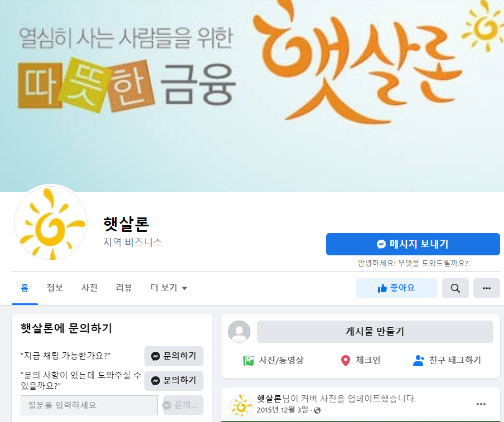 열심히 사는 사람들을 위한
따뜻한 금융
햇살론
햇살론
지역 비즈니스
메시지 보내기
안녕하세요! 무엇을 도와드릴까요?
홈
정보
사진
리뷰
더 보기
좋아요
햇살론에 문의하기
"지금 채팅 가능한가요?"
문의하기
"문의 사항이 있는데 도와주실 수
있을까요?"
문의하기
질문을 입력하세요
문의...
게시물 만들기
사진/동영상
체크인
친구 태그하기
햇살론님이 커버 사진을 업데이트했습니다.
2015년 12월 3일 ·